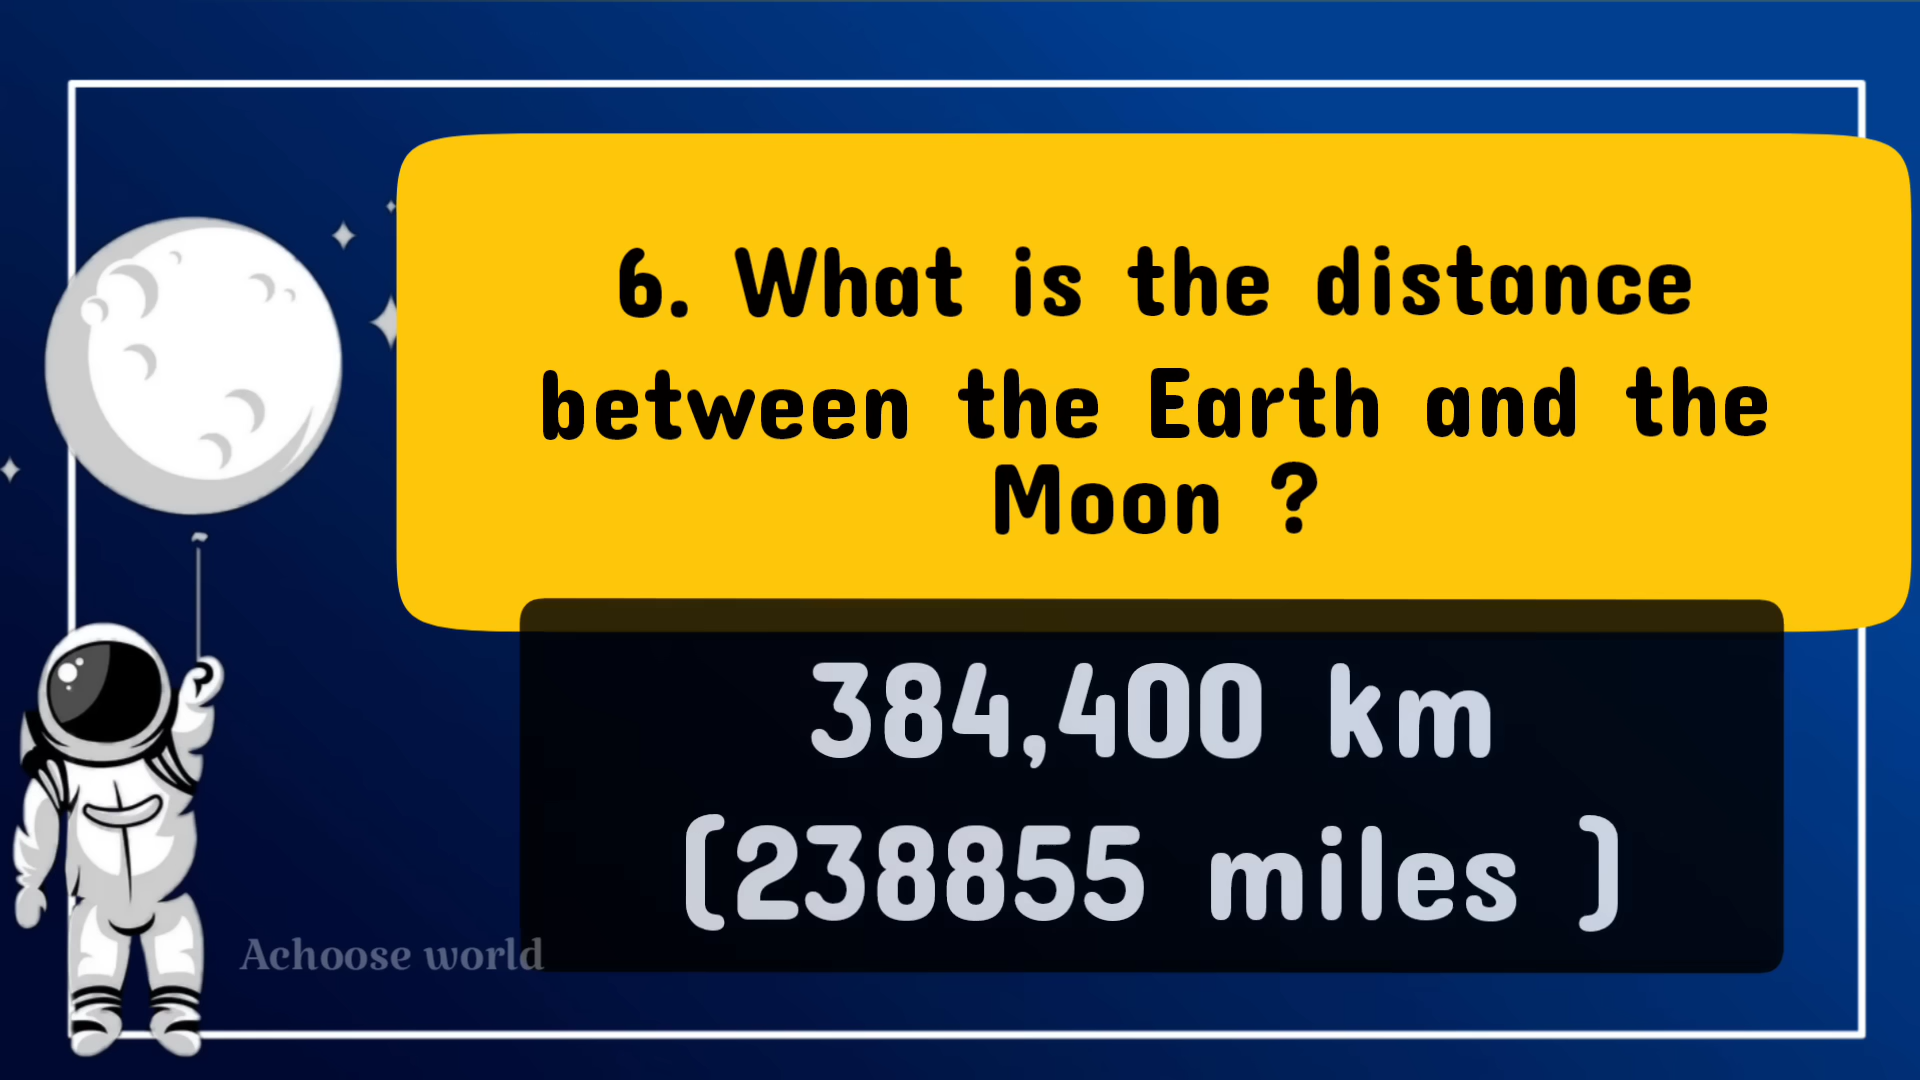 6. What is the distance
between the Earth and the
Moon ?
384,400 km
(238855 miles )
Achoose world